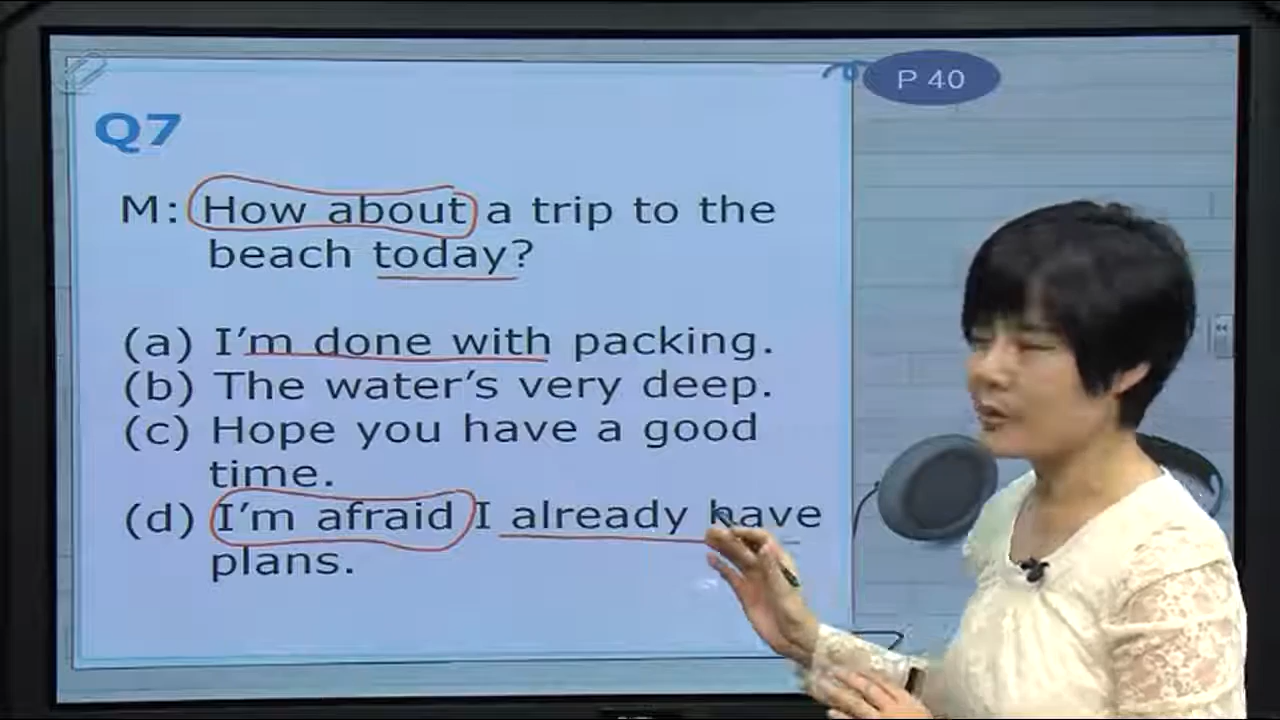 P 40
Q7
M: How about a trip to the
beach today?
(a) I'm done with packing.
(b) The water's very deep.
(c) Hope you have a good
time.
(d) I'm afraid I already have
plans.